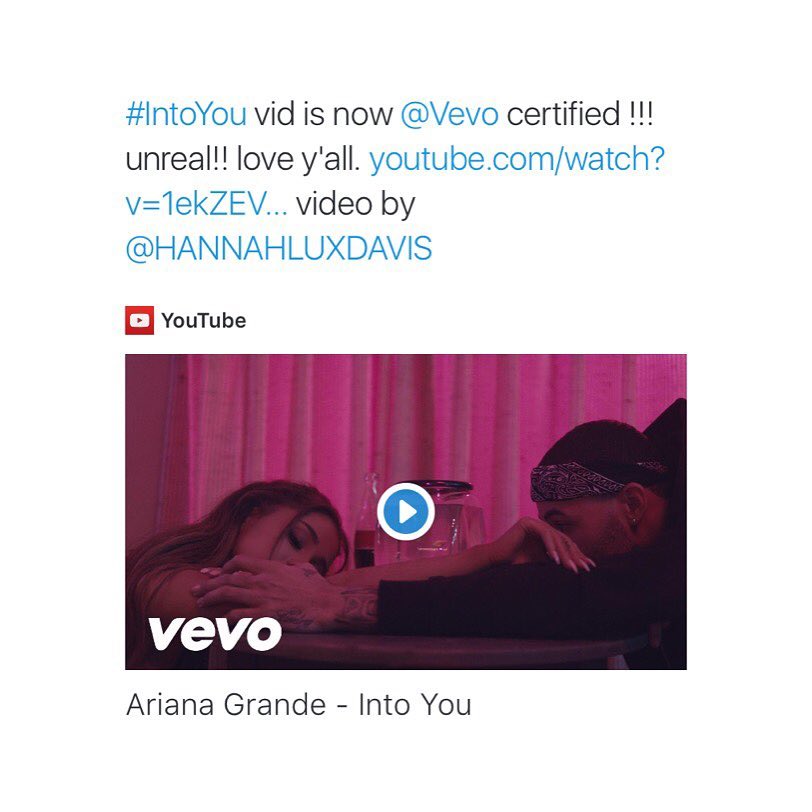 #IntoYou vid is now @Vevo certified !!!
unreal!! love y'all. youtube.com/watch?
v=1ekZEV... video by
@HANNAHLUXDAVIS
YouTube
vevo
Ariana Grande - Into You